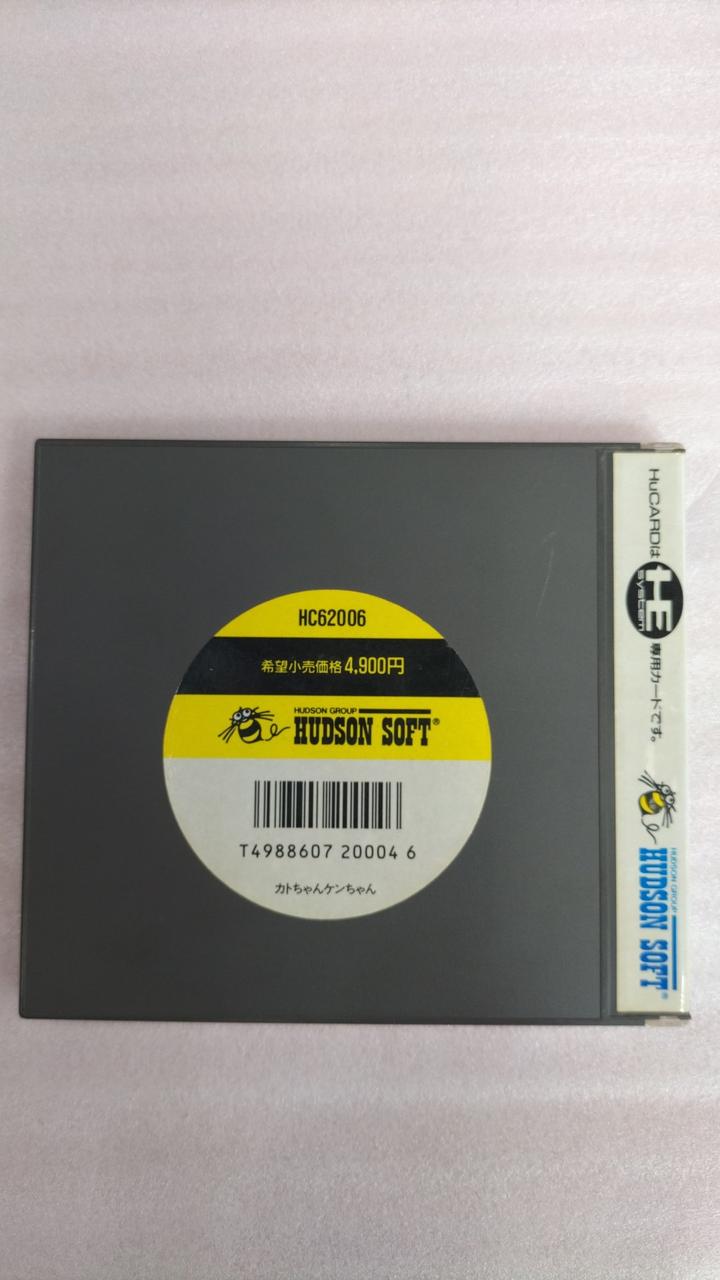 HC62006
希望小売価格4,900円
HUDSON GROUP
HUDSON SOFT®
T4988607 20004 6
カトちゃんケンちゃん
HuCARDは HE system 専用カードです。
HUDSON GROUP
HUDSON SOFT®